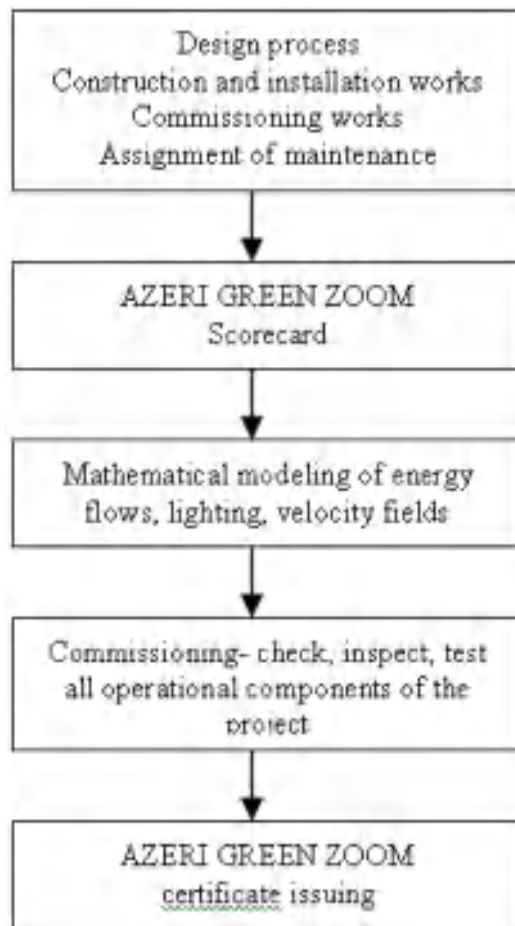 Design process
Construction and installation works
Commissioning works
Assignment of maintenance
AZERI GREEN ZOOM
Scorecard
Mathematical modeling of energy
flows, lighting, velocity fields
Commissioning- check, inspect, test
all operational components of the
project
AZERI GREEN ZOOM
certificate issuing